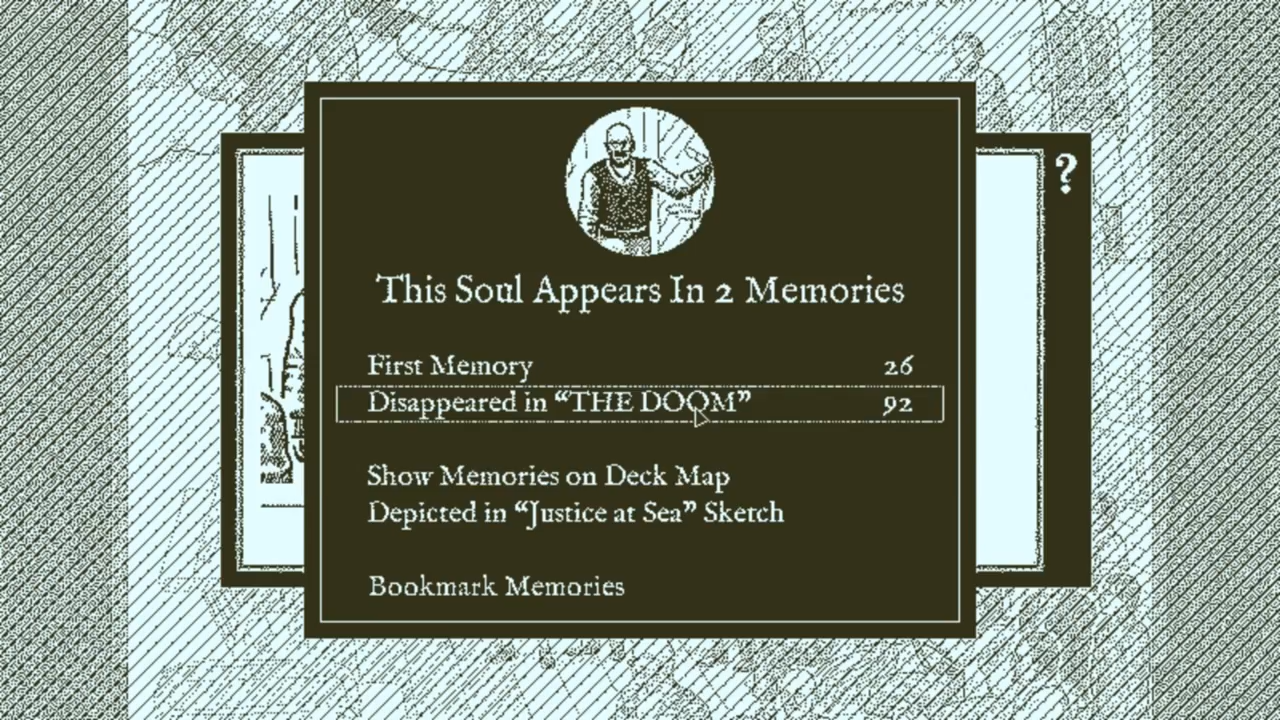 ?
This Soul Appears In 2 Memories
First Memory 26
Disappeared in “THE DOOM” 92
Show Memories on Deck Map
Depicted in “Justice at Sea” Sketch
Bookmark Memories